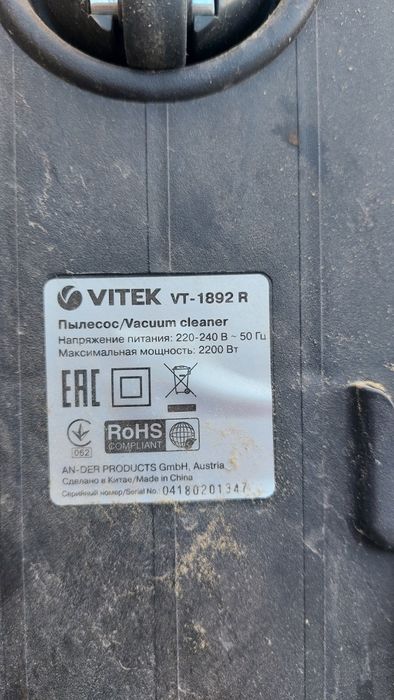 VITEK VT-1892 R
Пылесос/Vacuum cleaner
Напряжение питания: 220-240 В ~ 50 Гц
Максимальная мощность: 2200 Вт
EAC
062
RoHS
COMPLIANT
AN-DER PRODUCTS GmbH, Austria
Сделано в Китае/Made in China
Серийный номер/Serial No. 04180201347